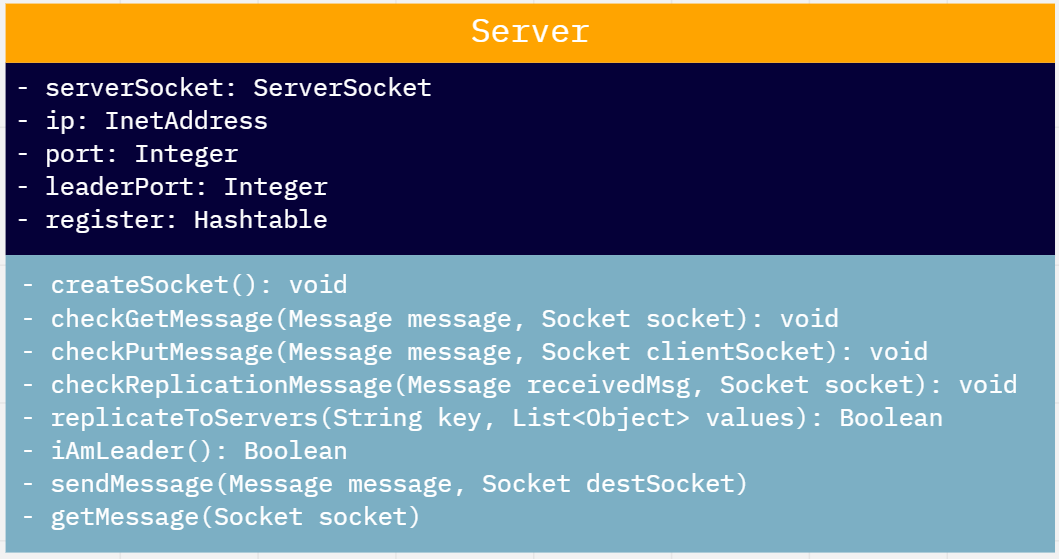 Server
- serverSocket: ServerSocket
- ip: InetAddress
- port: Integer
- leaderPort: Integer
- register: Hashtable
- createSocket(): void
- checkGetMessage(Message message, Socket socket): void
- checkPutMessage(Message message, Socket clientSocket): void
- checkReplicationMessage(Message receivedMsg, Socket socket): void
- replicateToServers(String key, List<Object> values): Boolean
- iAmLeader(): Boolean
- sendMessage(Message message, Socket destSocket)
- getMessage(Socket socket)